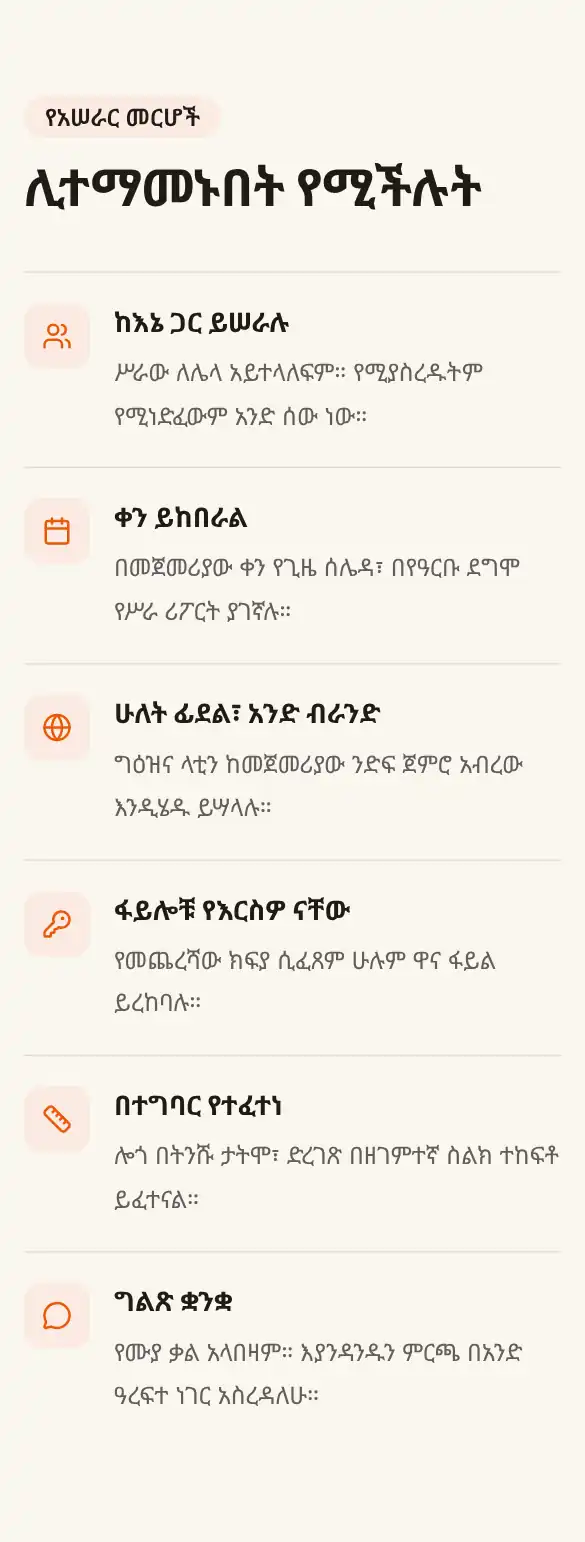 የአሠራር መርሆች
ሊተማመኑበት የሚችሉት
ከእኔ ጋር ይሠራሉ
ሥራው ለሌላ አይተላለፍም። የሚያስረዱትም
የሚነድፈውም አንድ ሰው ነው።
ቀን ይከበራል
በመጀመሪያው ቀን የጊዜ ሰሌዳ፣ በየዓርቡ ደግሞ
የሥራ ሪፖርት ያገኛሉ።
ሁለት ፊደል፣ አንድ ብራንድ
ግዕዝና ላቲን ከመጀመሪያው ንድፍ ጀምሮ አብረው
እንዲሄዱ ይሣላሉ።
ፋይሎቹ የእርስዎ ናቸው
የመጨረሻው ክፍያ ሲፈጸም ሁሉም ዋና ፋይል
ይረከባሉ።
በተግባር የተፈተነ
ሎጎ በትንሹ ታትሞ፣ ድረገጽ በዘገምተኛ ስልክ ተከፍቶ
ይፈተናል።
ግልጽ ቋንቋ
የሙያ ቃል አላበዛም። እያንዳንዱን ምርጫ በአንድ
ዓረፍተ ነገር አስረዳለሁ።